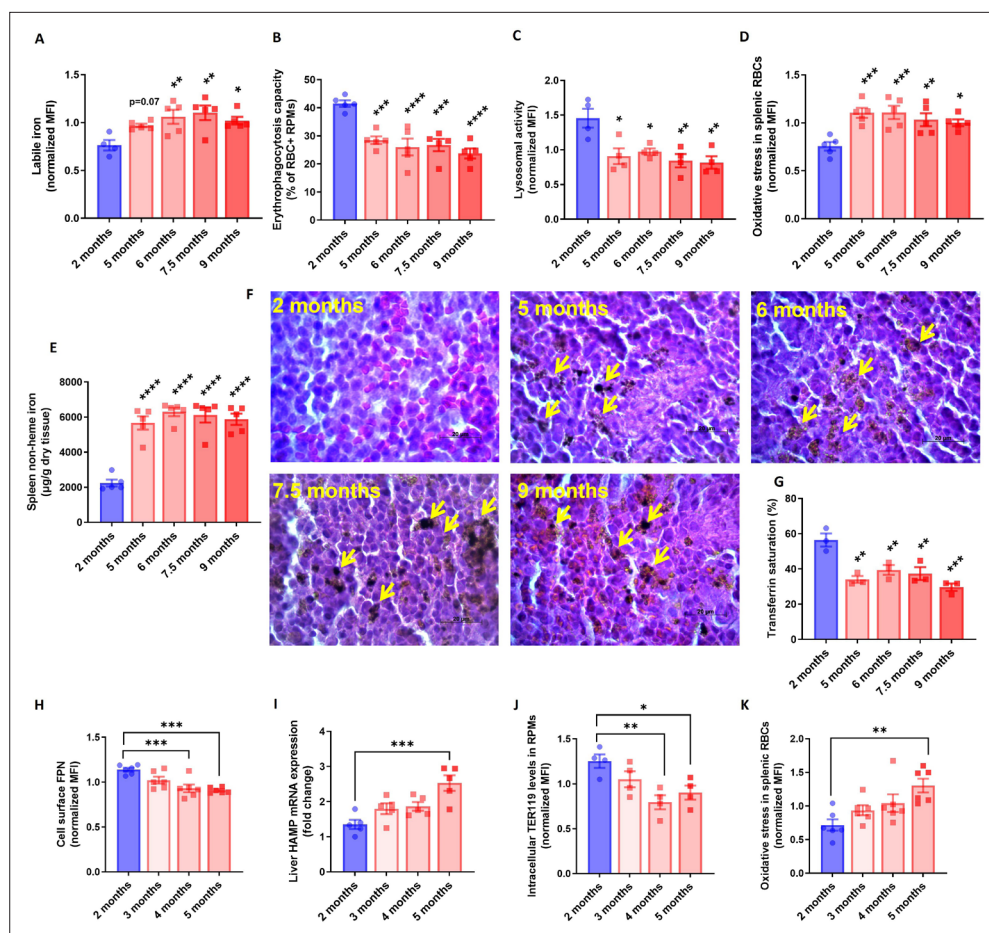 A
Labile iron
(normalized MFI)
1.5
1.0
0.5
0.0
p=0.07
**
**
*
2 months
5 months
6 months
7.5 months
9 months
B
Erythrophagocytosis capacity
(% of RBC+ RPMs)
50
40
30
20
10
0
***
****
***
****
2 months
5 months
6 months
7.5 months
9 months
C
Lysosomal activity
(normalized MFI)
2.0
1.5
1.0
0.5
0.0
*
*
**
**
2 months
5 months
6 months
7.5 months
9 months
D
Oxidative stress in splenic RBCs
(normalized MFI)
1.5
1.0
0.5
0.0
***
***
**
*
2 months
5 months
6 months
7.5 months
9 months
E
Spleen non-heme iron
(µg/g dry tissue)
8000
6000
4000
2000
0
****
****
****
****
2 months
5 months
6 months
7.5 months
9 months
F
2 months
20 µm
5 months
20 µm
6 months
20 µm
7.5 months
20 µm
9 months
20 µm
G
Transferrin saturation (%)
80
60
40
20
0
**
**
**
***
2 months
5 months
6 months
7.5 months
9 months
H
Cell surface FPN
(normalized MFI)
1.5
1.0
0.5
0.0
***
***
2 months
3 months
4 months
5 months
I
Liver HAMP mRNA expression
(fold change)
4
3
2
1
0
***
2 months
3 months
4 months
5 months
J
Intracellular TER119 levels in RPMs
(normalized MFI)
1.5
1.0
0.5
0.0
*
**
2 months
3 months
4 months
5 months
K
Oxidative stress in splenic RBCs
(normalized MFI)
2.0
1.5
1.0
0.5
0.0
**
2 months
3 months
4 months
5 months